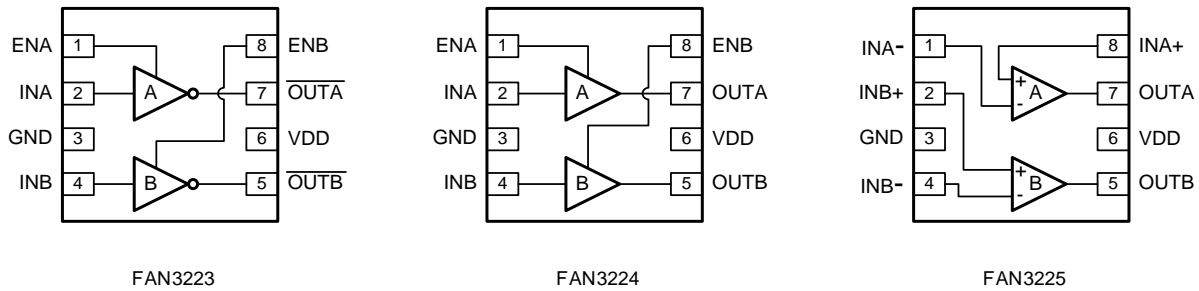 ENA 1 8 ENB
INA 2 A 7 OUTA
GND 3 6 VDD
INB 4 B 5 OUTB
FAN3223
ENA 1 8 ENB
INA 2 A 7 OUTA
GND 3 6 VDD
INB 4 B 5 OUTB
FAN3224
INA- 1 8 INA+
INB+ 2 + - A 7 OUTA
GND 3 6 VDD
INB- 4 + - B 5 OUTB
FAN3225